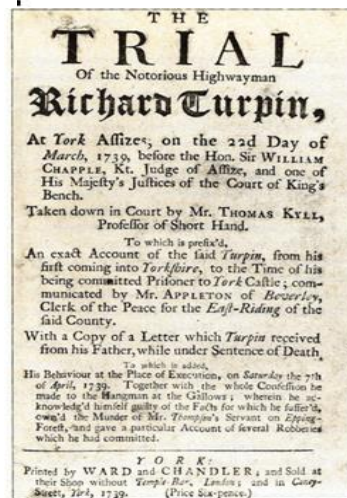 THE
TRIAL
Of the Notorious Highwayman
Richard Turpin,
At York Assizes, on the 22d Day of
March, 1739, before the Hon. Sir WILLIAM
CHAPPLE, Kt. Judge of Assize, and one of
His Majesty's Justices of the Court of King's
Bench.
Taken down in Court by Mr. THOMAS KYLL,
Professor of Short Hand.
To which is prefix'd,
An exact Account of the said Turpin, from his
first coming into Yorkshire, to the Time of his
being committed Prisoner to York Castle; com-
municated by Mr. APPLETON of Beverley,
Clerk of the Peace for the East-Riding of the
said County.
With a Copy of a Letter which Turpin received
from his Father, while under Sentence of Death
To which is added,
His Behaviour at the Place of Execution, on Saturday the 7th
of April, 1739. Together with the whole Confession he
made to the Hangman at the Gallows; wherein he ac-
knowledg'd himself guilty of the Facts for which he suffer'd,
own'd the Murder of Mr. Thompson's Servant on Epping-
Forest, and gave a particular Account of several Robberies
which he had committed.
YORK:
Printed by WARD and CHANDLER; and Sold at
their Shop without Temple-Bar, London; and in Coney-
Street, York, 1739. (Price Six-pence.)